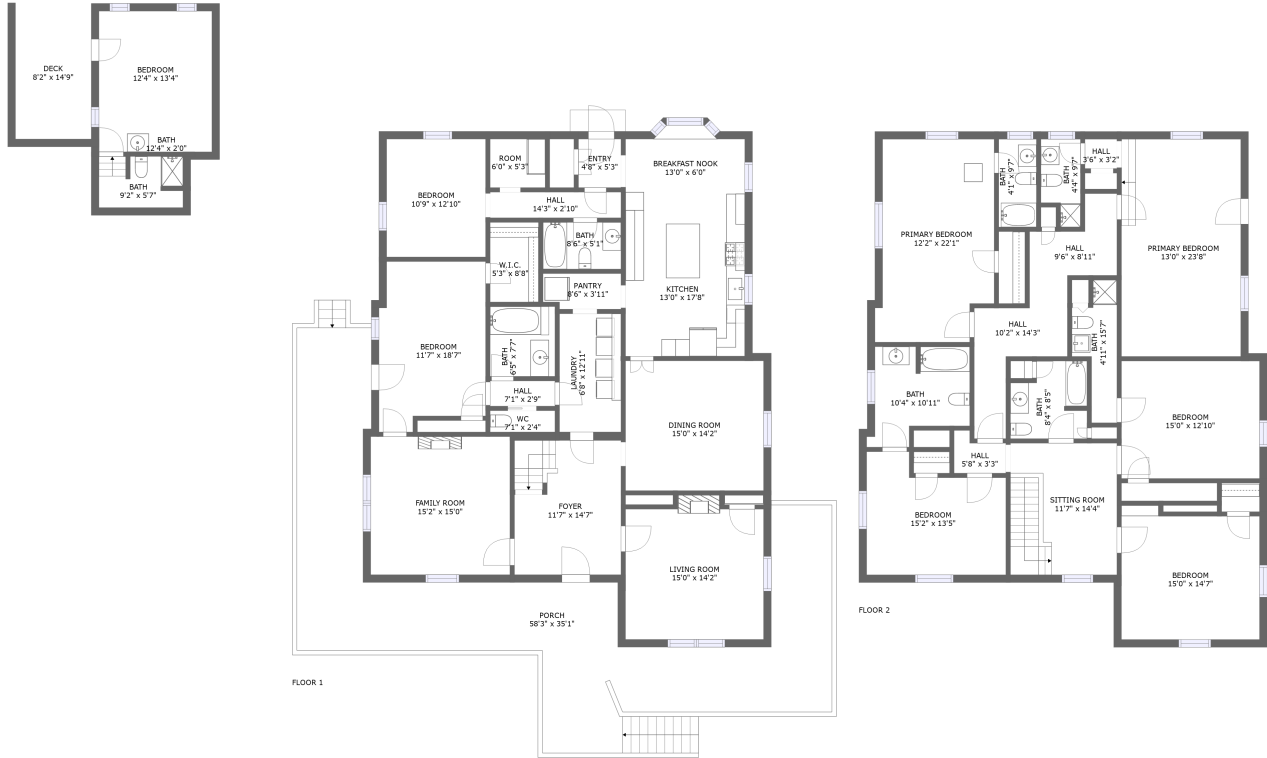 DECK
8'2" x 14'9"
BEDROOM
12'4" x 13'4"
BATH
12'4" x 2'0"
BATH
9'2" x 5'7"
ROOM
6'0" x 5'3"
ENTRY
4'8" x 5'3"
BREAKFAST NOOK
13'0" x 6'0"
BEDROOM
10'9" x 12'10"
HALL
14'3" x 2'10"
BATH
8'6" x 5'1"
W.I.C.
5'3" x 8'8"
PANTRY
8'6" x 3'11"
KITCHEN
13'0" x 17'8"
BEDROOM
11'7" x 18'7"
BATH
6'5" x 7'7"
LAUNDRY
6'8" x 12'11"
HALL
7'1" x 2'9"
WC
7'1" x 2'4"
DINING ROOM
15'0" x 14'2"
FAMILY ROOM
15'2" x 15'0"
FOYER
11'7" x 14'7"
LIVING ROOM
15'0" x 14'2"
PORCH
58'3" x 35'1"
FLOOR 1
BATH
4'1" x 9'7"
BATH
4'4" x 9'7"
HALL
3'6" x 3'2"
PRIMARY BEDROOM
12'2" x 22'1"
HALL
9'6" x 8'11"
PRIMARY BEDROOM
13'0" x 23'8"
HALL
10'2" x 14'3"
BATH
4'11" x 15'7"
BATH
10'4" x 10'11"
BATH
8'4" x 8'5"
BEDROOM
15'0" x 12'10"
HALL
5'8" x 3'3"
BEDROOM
15'2" x 13'5"
SITTING ROOM
11'7" x 14'4"
BEDROOM
15'0" x 14'7"
FLOOR 2